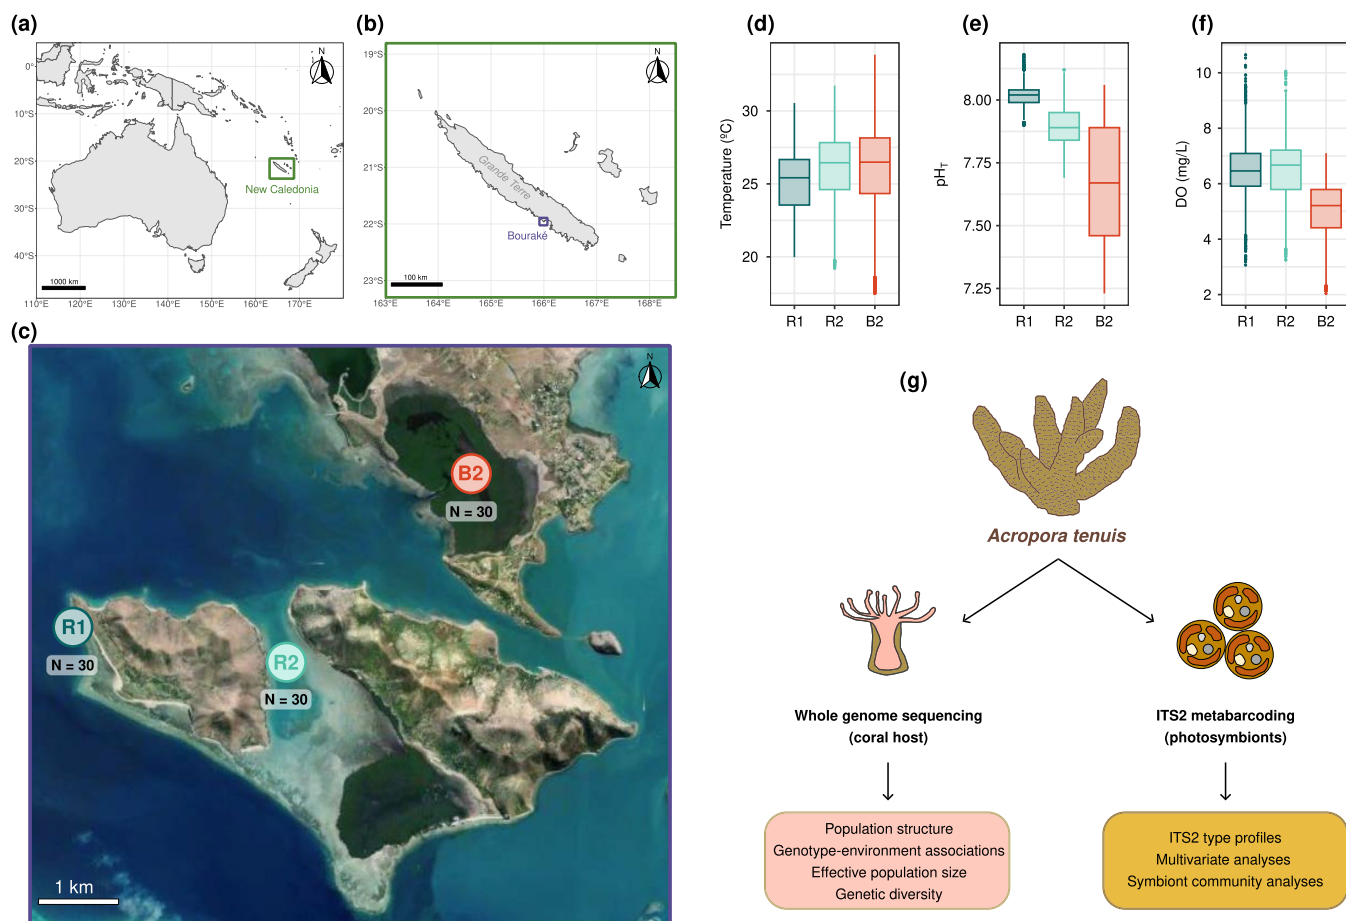 (a)
N
0°
10°S
20°S
30°S
40°S
New Caledonia
1000 km
110°E 120°E 130°E 140°E 150°E 160°E 170°E 180°E
(b)
N
19°S
20°S
21°S
22°S
23°S
Grande Terre
Bouraké
100 km
163°E 164°E 165°E 166°E 167°E 168°E
(c)
N
B2
N = 30
R1
N = 30
R2
N = 30
1 km
(d)
Temperature (ºC)
30
25
20
R1 R2 B2
(e)
pHT
8.00
7.75
7.50
7.25
R1 R2 B2
(f)
DO (mg/L)
10
8
6
4
2
R1 R2 B2
(g)
Acropora tenuis
Whole genome sequencing
(coral host)
ITS2 metabarcoding
(photosymbionts)
Population structure
Genotype-environment associations
Effective population size
Genetic diversity
ITS2 type profiles
Multivariate analyses
Symbiont community analyses